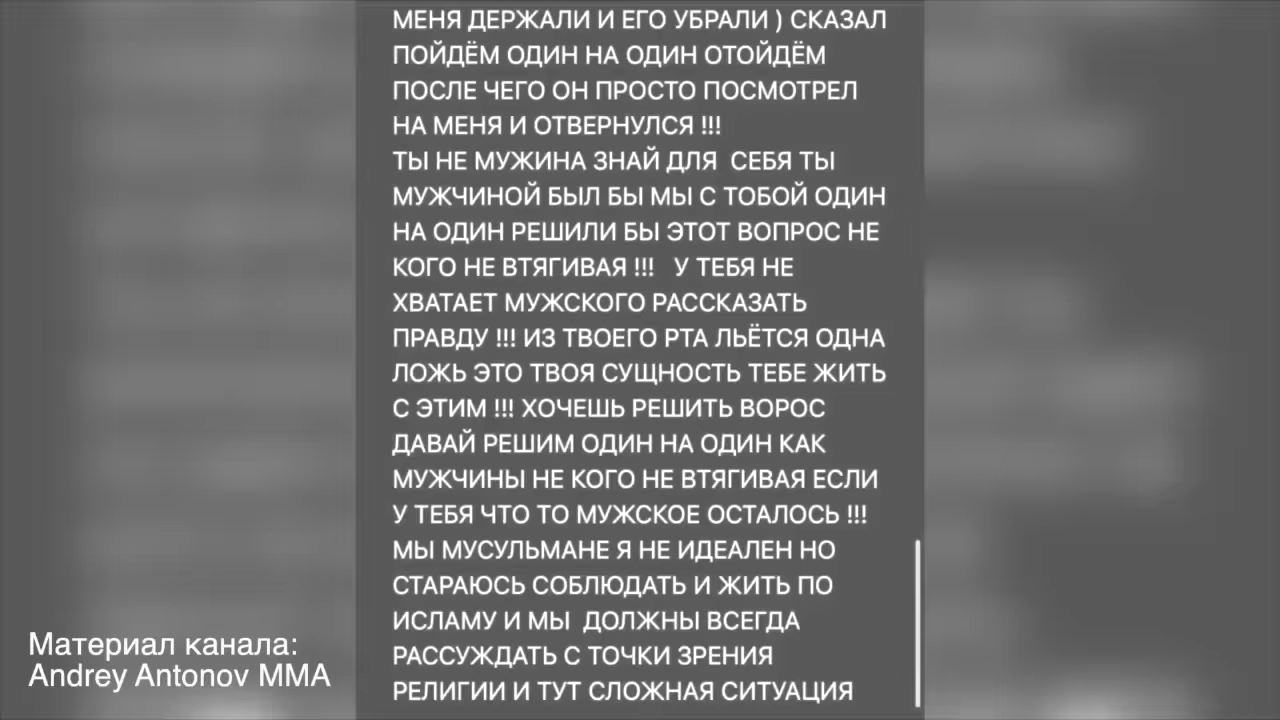 МЕНЯ ДЕРЖАЛИ И ЕГО УБРАЛИ ) СКАЗАЛ
ПОЙДЁМ ОДИН НА ОДИН ОТОЙДЁМ
ПОСЛЕ ЧЕГО ОН ПРОСТО ПОСМОТРЕЛ
НА МЕНЯ И ОТВЕРНУЛСЯ !!!
ТЫ НЕ МУЖИНА ЗНАЙ ДЛЯ  СЕБЯ ТЫ
МУЖЧИНОЙ БЫЛ БЫ МЫ С ТОБОЙ ОДИН
НА ОДИН РЕШИЛИ БЫ ЭТОТ ВОПРОС НЕ
КОГО НЕ ВТЯГИВАЯ !!!   У ТЕБЯ НЕ
ХВАТАЕТ МУЖСКОГО РАССКАЗАТЬ
ПРАВДУ !!! ИЗ ТВОЕГО РТА ЛЬЁТСЯ ОДНА
ЛОЖЬ ЭТО ТВОЯ СУЩНОСТЬ ТЕБЕ ЖИТЬ
С ЭТИМ !!! ХОЧЕШЬ РЕШИТЬ ВОРОС
ДАВАЙ РЕШИМ ОДИН НА ОДИН КАК
МУЖЧИНЫ НЕ КОГО НЕ ВТЯГИВАЯ ЕСЛИ
У ТЕБЯ ЧТО ТО МУЖСКОЕ ОСТАЛОСЬ !!!
МЫ МУСУЛЬМАНЕ Я НЕ ИДЕАЛЕН НО
СТАРАЮСЬ СОБЛЮДАТЬ И ЖИТЬ ПО
ИСЛАМУ И МЫ  ДОЛЖНЫ ВСЕГДА
РАССУЖДАТЬ С ТОЧКИ ЗРЕНИЯ
РЕЛИГИИ И ТУТ СЛОЖНАЯ СИТУАЦИЯ
Материал канала:
Andrey Antonov MMA